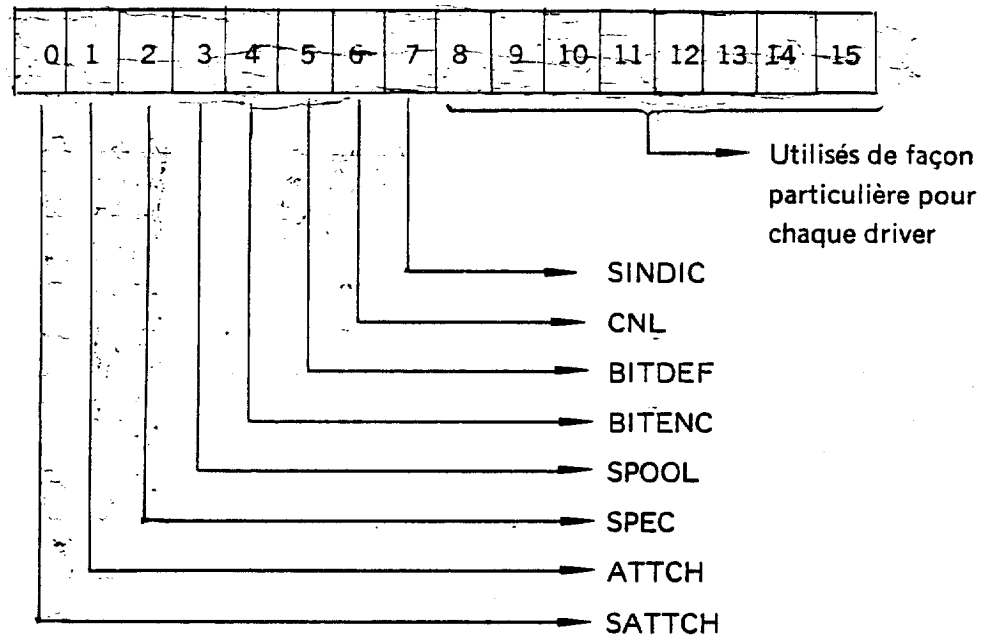 0 1 2 3 4 5 6 7 8 9 10 11 12 13 14 15
Utilisés de façon
particulière pour
chaque driver
SINDIC
CNL
BITDEF
BITENC
SPOOL
SPEC
ATTCH
SATTCH